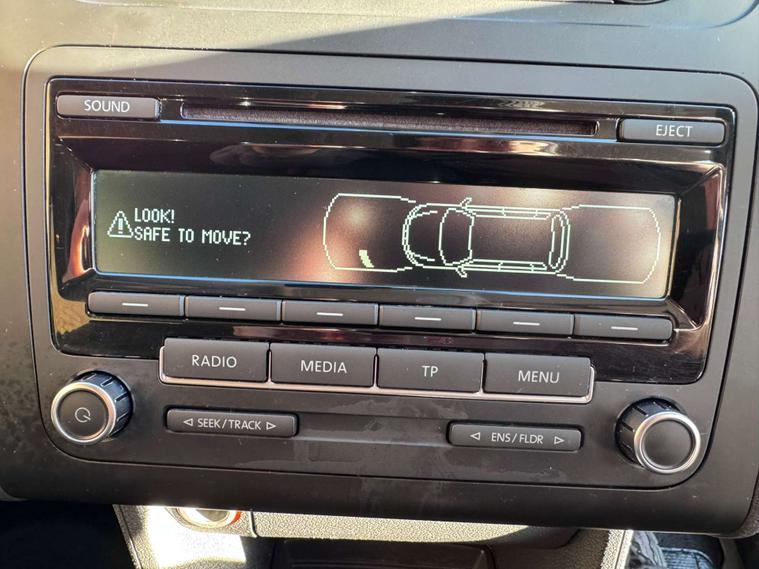 SOUND
EJECT
LOOK!
SAFE TO MOVE?
RADIO
MEDIA
TP
MENU
SEEK / TRACK
ENS / FLDR